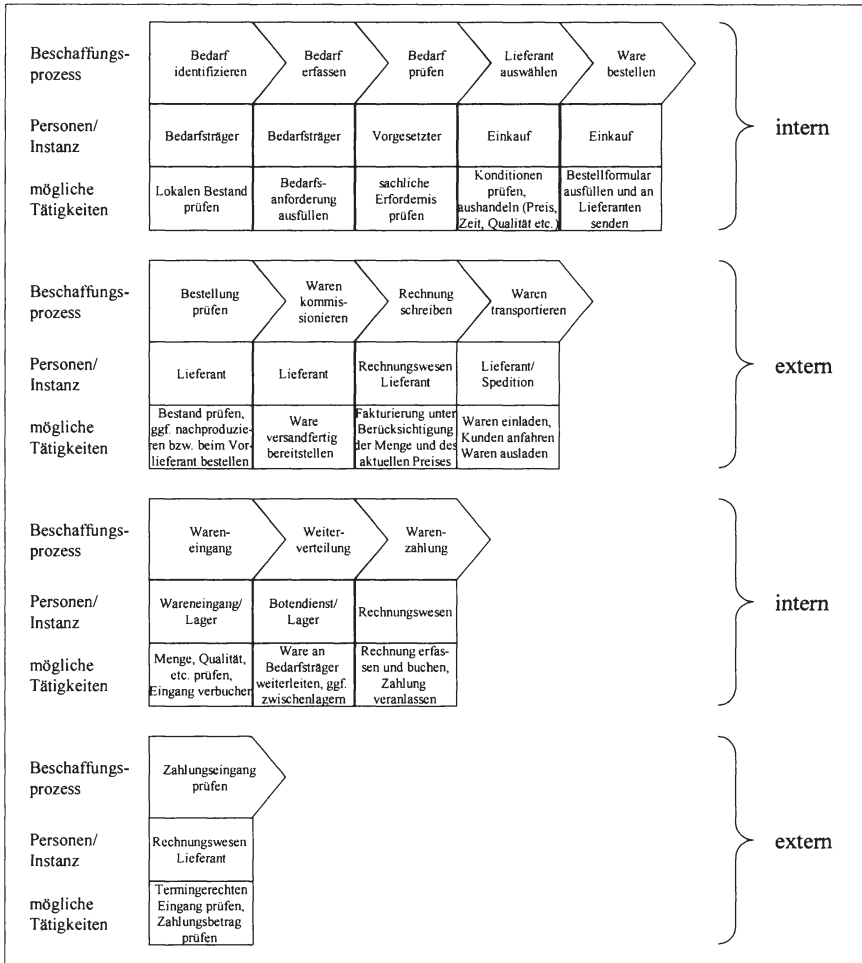 Beschaffungs-
prozess
Bedarf
identifizieren
Bedarf
erfassen
Bedarf
prüfen
Lieferant
auswählen
Ware
bestellen
Personen/
Instanz
Bedarfsträger
Bedarfsträger
Vorgesetzter
Einkauf
Einkauf
mögliche
Tätigkeiten
Lokalen Bestand
prüfen
Bedarfs-
anforderung
ausfüllen
sachliche
Erfordernis
prüfen
Konditionen
prüfen,
aushandeln (Preis,
Zeit, Qualität etc.)
Bestellformular
ausfüllen und an
Lieferanten
senden
intern
Beschaffungs-
prozess
Bestellung
prüfen
Waren
kommis-
sionieren
Rechnung
schreiben
Waren
transportieren
Personen/
Instanz
Lieferant
Lieferant
Rechnungswesen
Lieferant
Lieferant/
Spedition
mögliche
Tätigkeiten
Bestand prüfen,
ggf. nachproduzie-
ren bzw. beim Vor-
lieferant bestellen
Ware
versandfertig
bereitstellen
Fakturierung unter
Berücksichtigung
der Menge und des
aktuellen Preises
Waren einladen,
Kunden anfahren
Waren ausladen
extern
Beschaffungs-
prozess
Waren-
eingang
Weiter-
verteilung
Waren-
zahlung
Personen/
Instanz
Wareneingang/
Lager
Botendienst/
Lager
Rechnungswesen
mögliche
Tätigkeiten
Menge, Qualität,
etc. prüfen,
Eingang verbucher
Ware an
Bedarfsträger
weiterleiten, ggf.
zwischenlagern
Rechnung erfas-
sen und buchen,
Zahlung
veranlassen
intern
Beschaffungs-
prozess
Zahlungseingang
prüfen
Personen/
Instanz
Rechnungswesen
Lieferant
mögliche
Tätigkeiten
Termingerechten
Eingang prüfen,
Zahlungsbetrag
prüfen
extern